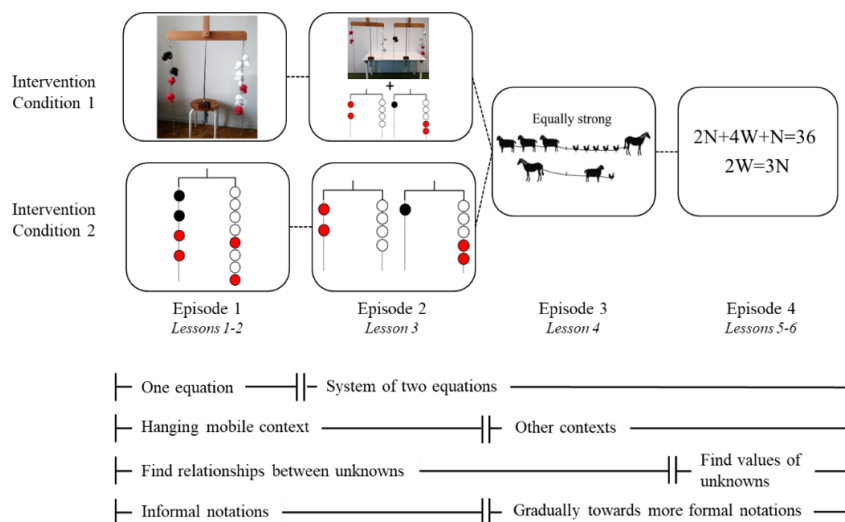 Intervention
Condition 1
+
Equally strong
2N+4W+N=36
2W=3N
Intervention
Condition 2
Episode 1
Lessons 1-2
Episode 2
Lesson 3
Episode 3
Lesson 4
Episode 4
Lessons 5-6
One equation
System of two equations
Hanging mobile context
Other contexts
Find relationships between unknowns
Find values of
unknowns
Informal notations
Gradually towards more formal notations